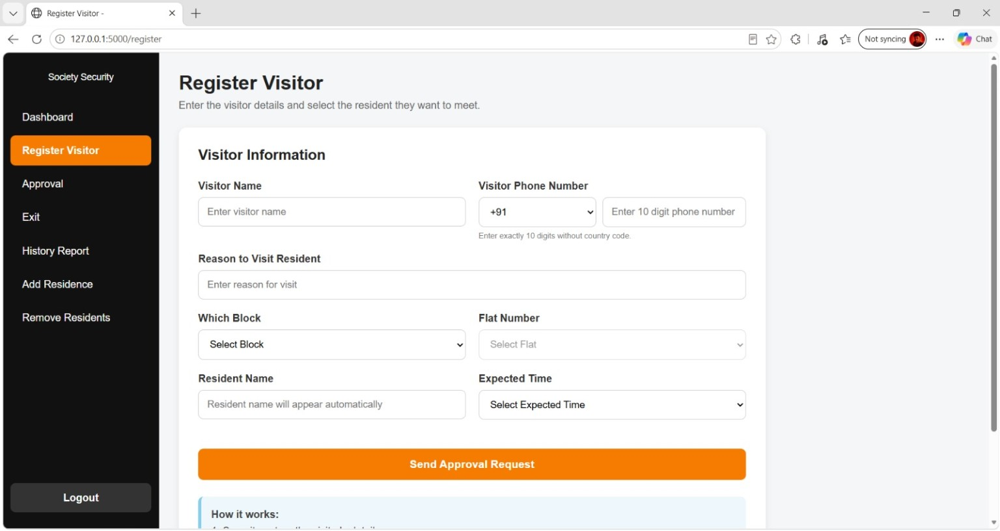 Register Visitor -
127.0.0.1:5000/register
Not syncing
Chat
Society Security
Dashboard
Register Visitor
Approval
Exit
History Report
Add Residence
Remove Residents
Logout
Register Visitor
Enter the visitor details and select the resident they want to meet.
Visitor Information
Visitor Name
Enter visitor name
Visitor Phone Number
+91
Enter 10 digit phone number
Enter exactly 10 digits without country code.
Reason to Visit Resident
Enter reason for visit
Which Block
Select Block
Flat Number
Select Flat
Resident Name
Resident name will appear automatically
Expected Time
Select Expected Time
Send Approval Request
How it works: